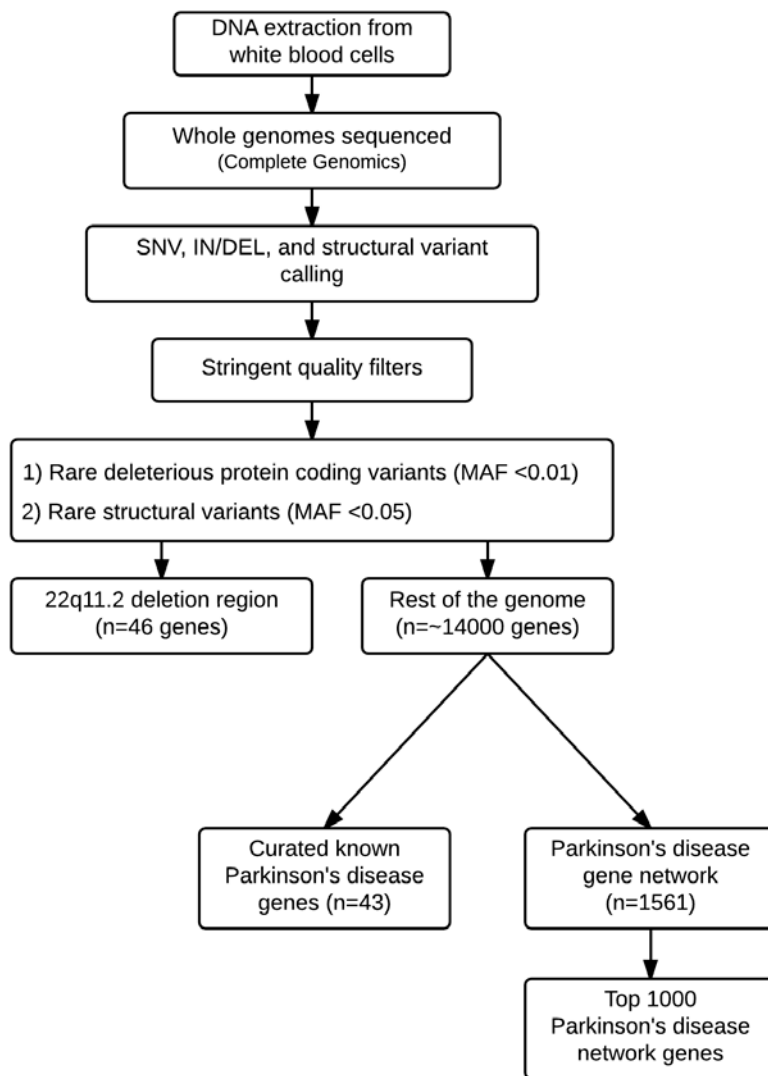 DNA extraction from
white blood cells
Whole genomes sequenced
(Complete Genomics)
SNV, IN/DEL, and structural variant
calling
Stringent quality filters
1) Rare deleterious protein coding variants (MAF <0.01)
2) Rare structural variants (MAF <0.05)
22q11.2 deletion region
(n=46 genes)
Rest of the genome
(n=~14000 genes)
Curated known
Parkinson's disease
genes (n=43)
Parkinson's disease
gene network
(n=1561)
Top 1000
Parkinson's disease
network genes